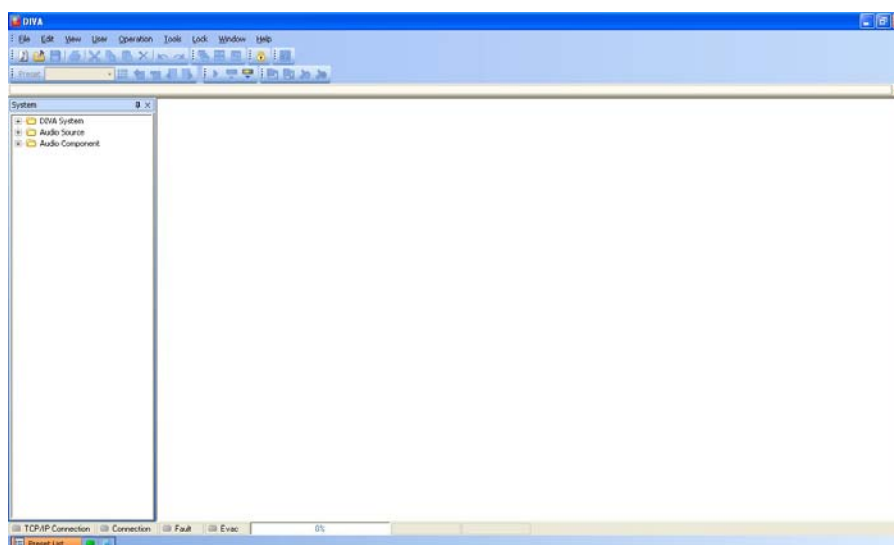 DIVA
File Edit View User Operation Tools Lock Window Help
Preset
System
DIVA System
Audio Source
Audio Component
TCP/IP Connection Connection Fault Evac 0%
Preset List